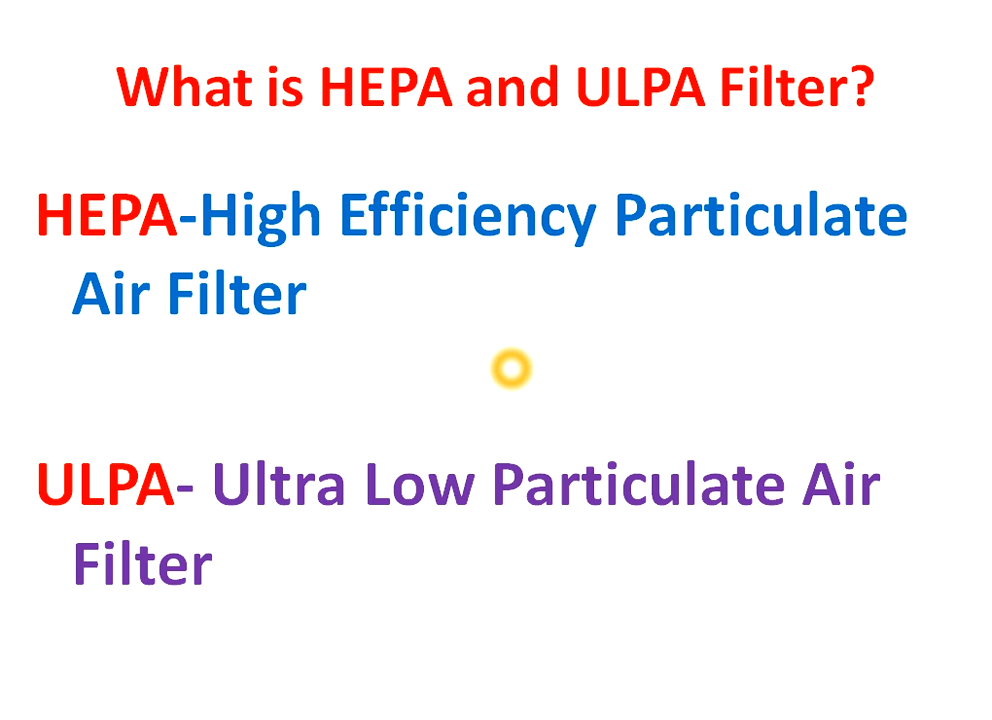 What is HEPA and ULPA Filter?
HEPA-High Efficiency Particulate
Air Filter
ULPA- Ultra Low Particulate Air
Filter